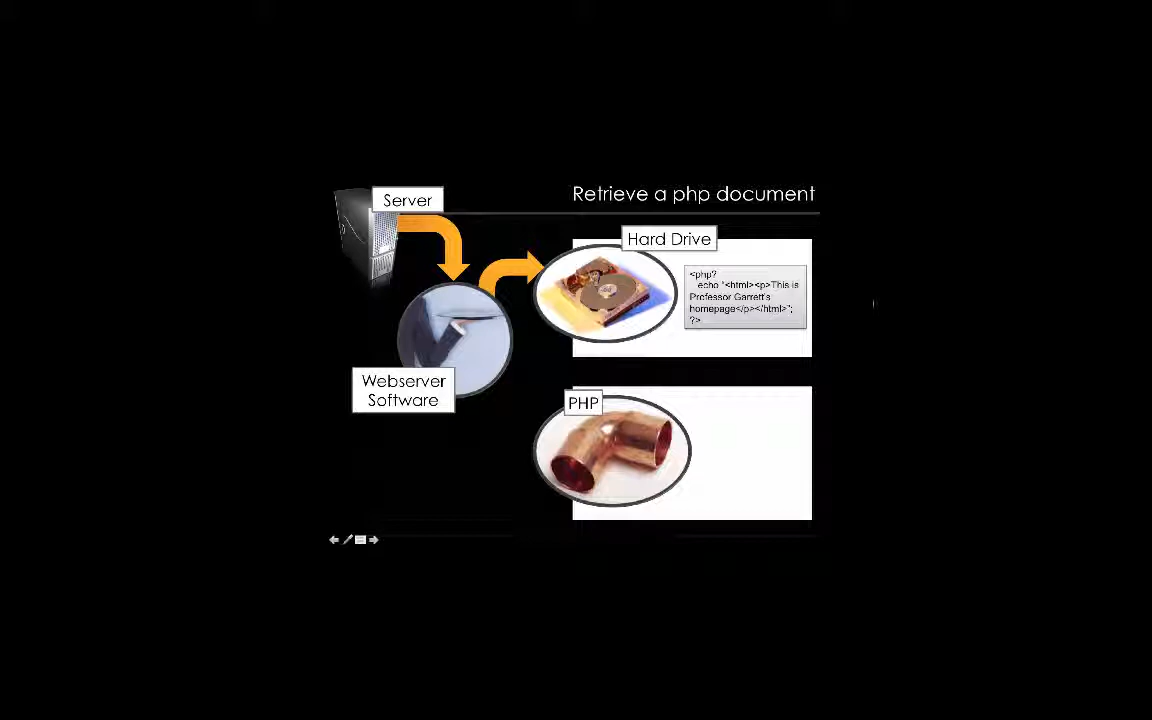 Retrieve a php document
Server
Hard Drive
<php?
echo "<html><p>This is
Professor Garrett's
homepage</p></html>";
?>
Webserver
Software
PHP